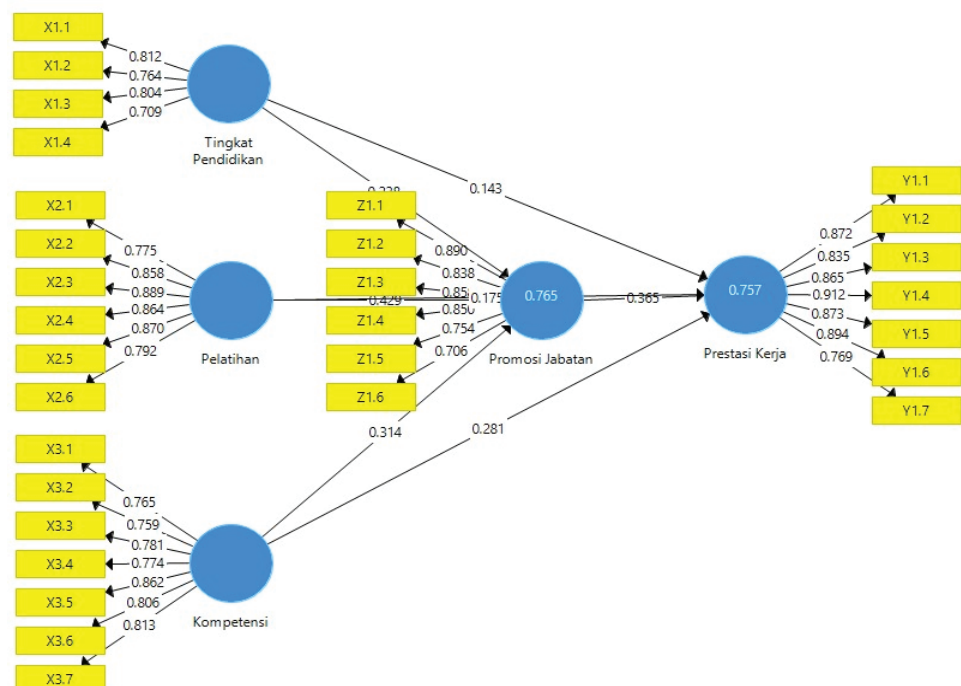 X1.1
X1.2
X1.3
X1.4
0.812
0.764
0.804
0.709
Tingkat
Pendidikan
0.143
X2.1
X2.2
X2.3
X2.4
X2.5
X2.6
0.775
0.858
0.889
0.864
0.870
0.792
Pelatihan
Z1.1
Z1.2
Z1.3
Z1.4
Z1.5
Z1.6
0.890
0.838
0.850
0.754
0.706
0.429
0.175
0.765
Promosi Jabatan
0.365
0.757
Prestasi Kerja
0.872
0.835
0.865
0.912
0.873
0.894
0.769
Y1.1
Y1.2
Y1.3
Y1.4
Y1.5
Y1.6
Y1.7
0.314
0.281
X3.1
X3.2
X3.3
X3.4
X3.5
X3.6
X3.7
0.765
0.759
0.781
0.774
0.862
0.806
0.813
Kompetensi